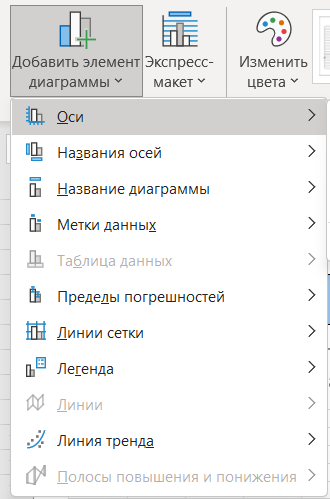 Добавить элемент
диаграммы
Экспресс-
макет
Изменить
цвета
Оси
Названия осей
Название диаграммы
Метки данных
Таблица данных
Пределы погрешностей
Линии сетки
Легенда
Линии
Линия тренда
Полосы повышения и понижения